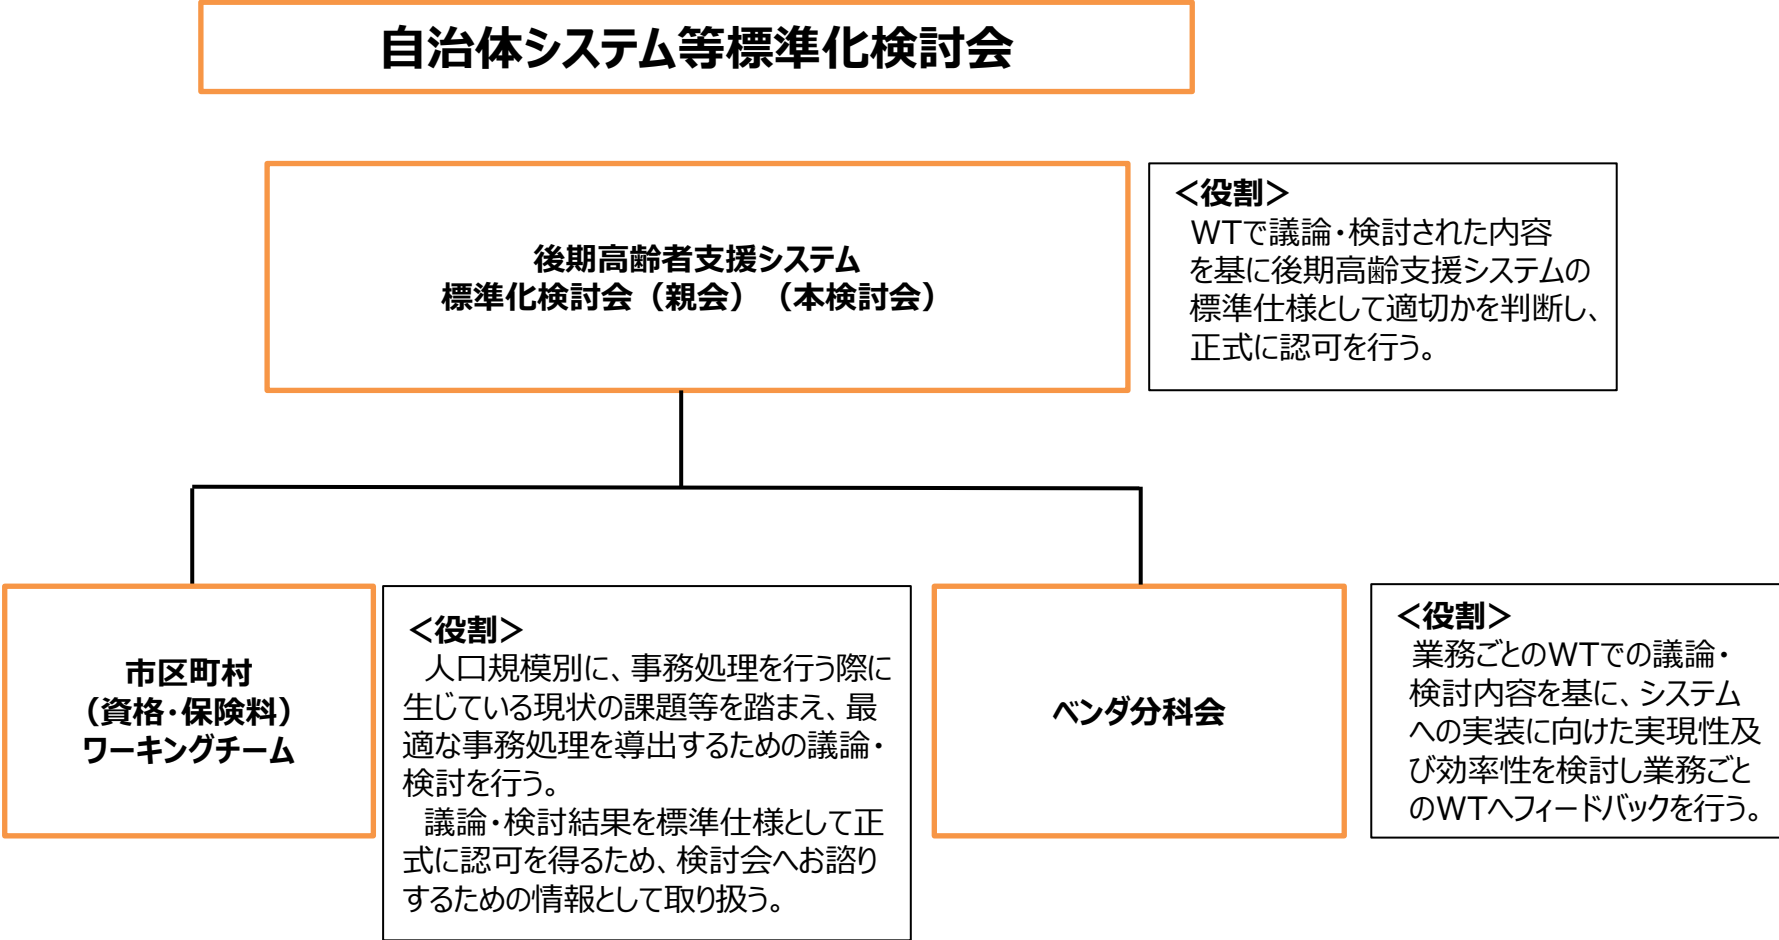 自治体システム等標準化検討会
後期高齢者支援システム
標準化検討会（親会）（本検討会）
＜役割＞
WTで議論・検討された内容
を基に後期高齢支援システムの
標準仕様として適切かを判断し、
正式に認可を行う。
市区町村
（資格・保険料）
ワーキングチーム
＜役割＞
人口規模別に、事務処理を行う際に
生じている現状の課題等を踏まえ、最
適な事務処理を導出するための議論・
検討を行う。
議論・検討結果を標準仕様として正
式に認可を得るため、検討会へお諮り
するための情報として取り扱う。
ベンダ分科会
＜役割＞
業務ごとのWTでの議論・
検討内容を基に、システム
への実装に向けた実現性及
び効率性を検討し業務ごと
のWTへフィードバックを行う。